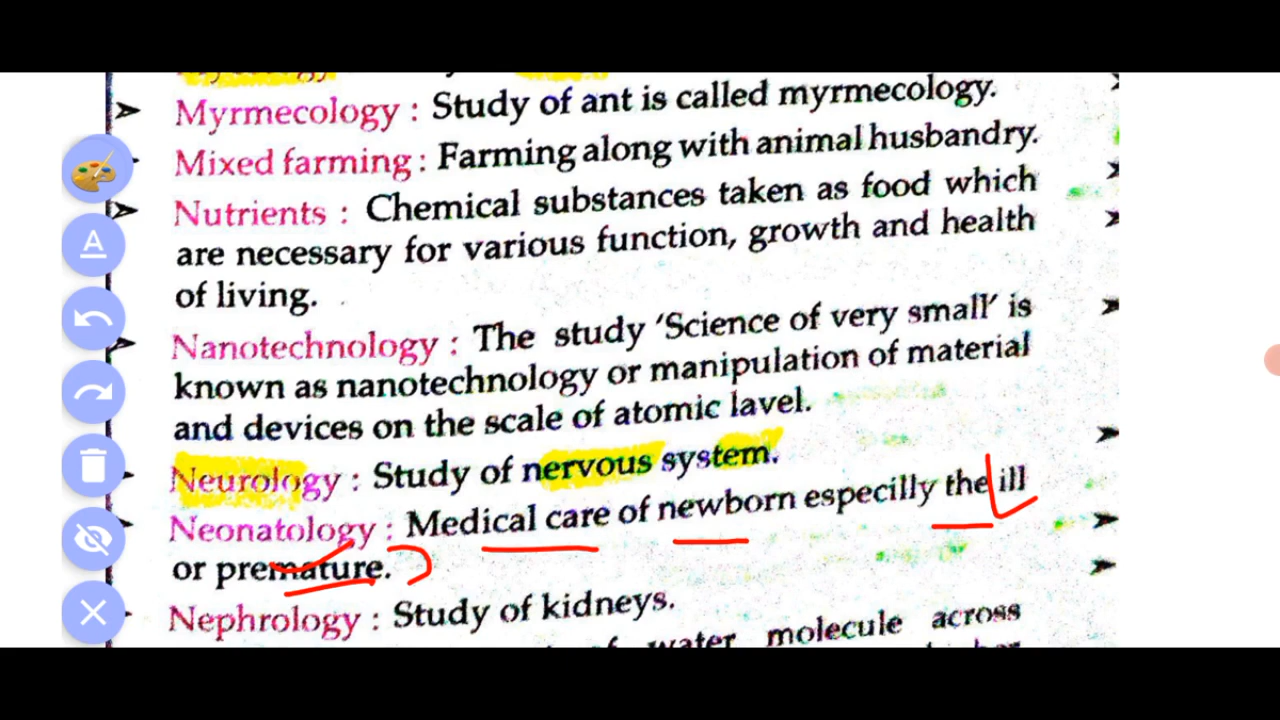 Myrmecology : Study of ant is called myrmecology.
Mixed farming : Farming along with animal husbandry.
Nutrients : Chemical substances taken as food which
are necessary for various function, growth and health
of living.
Nanotechnology : The study 'Science of very small' is
known as nanotechnology or manipulation of material
and devices on the scale of atomic lavel.
Neurology : Study of nervous system.
Neonatology : Medical care of newborn especilly the ill
or premature.
Nephrology : Study of kidneys.
water molecule across